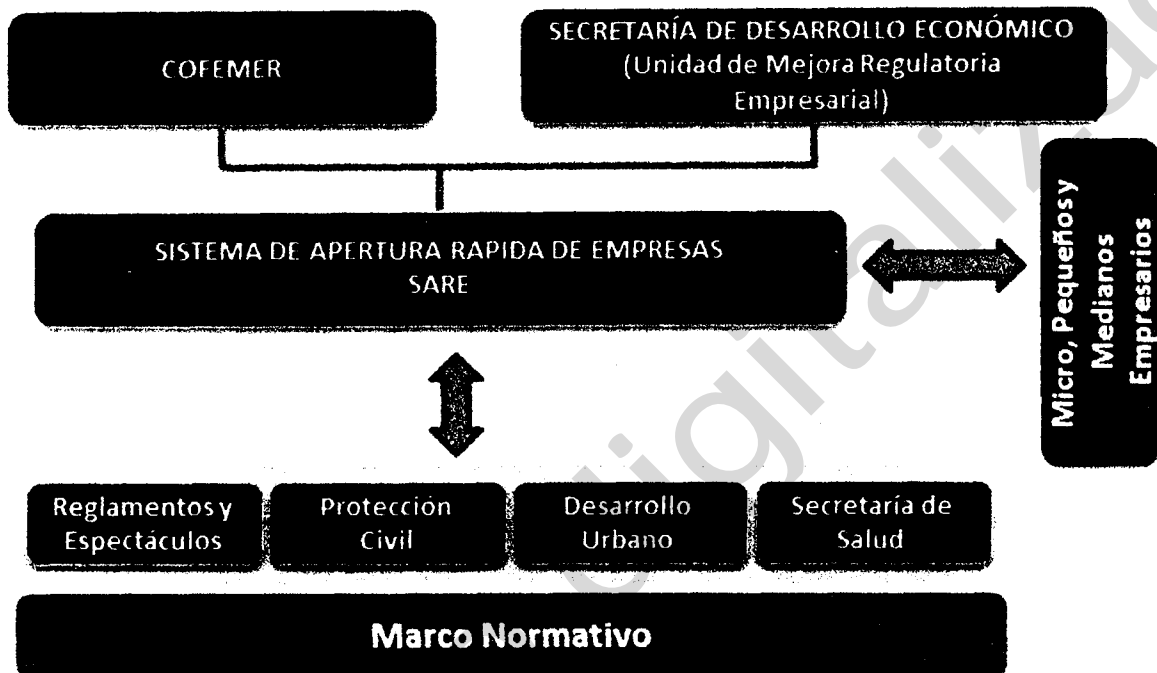 COFEMER
SECRETARÍA DE DESARROLLO ECONÓMICO
(Unidad de Mejora Regulatoria
Empresarial)
SISTEMA DE APERTURA RAPIDA DE EMPRESAS
SARE
Micro, Pequeños y
Medianos
Empresarios
Reglamentos y
Espectáculos
Protección
Civil
Desarrollo
Urbano
Secretaría de
Salud
Marco Normativo